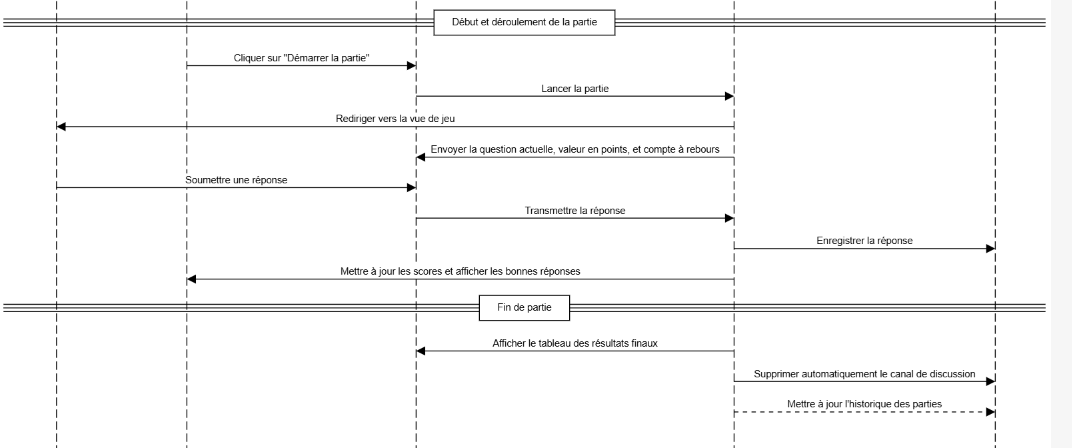 Début et déroulement de la partie
Cliquer sur "Démarrer la partie"
Lancer la partie
Rediriger vers la vue de jeu
Envoyer la question actuelle, valeur en points, et compte à rebours
Soumettre une réponse
Transmettre la réponse
Enregistrer la réponse
Mettre à jour les scores et afficher les bonnes réponses
Fin de partie
Afficher le tableau des résultats finaux
Supprimer automatiquement le canal de discussion
Mettre à jour l'historique des parties